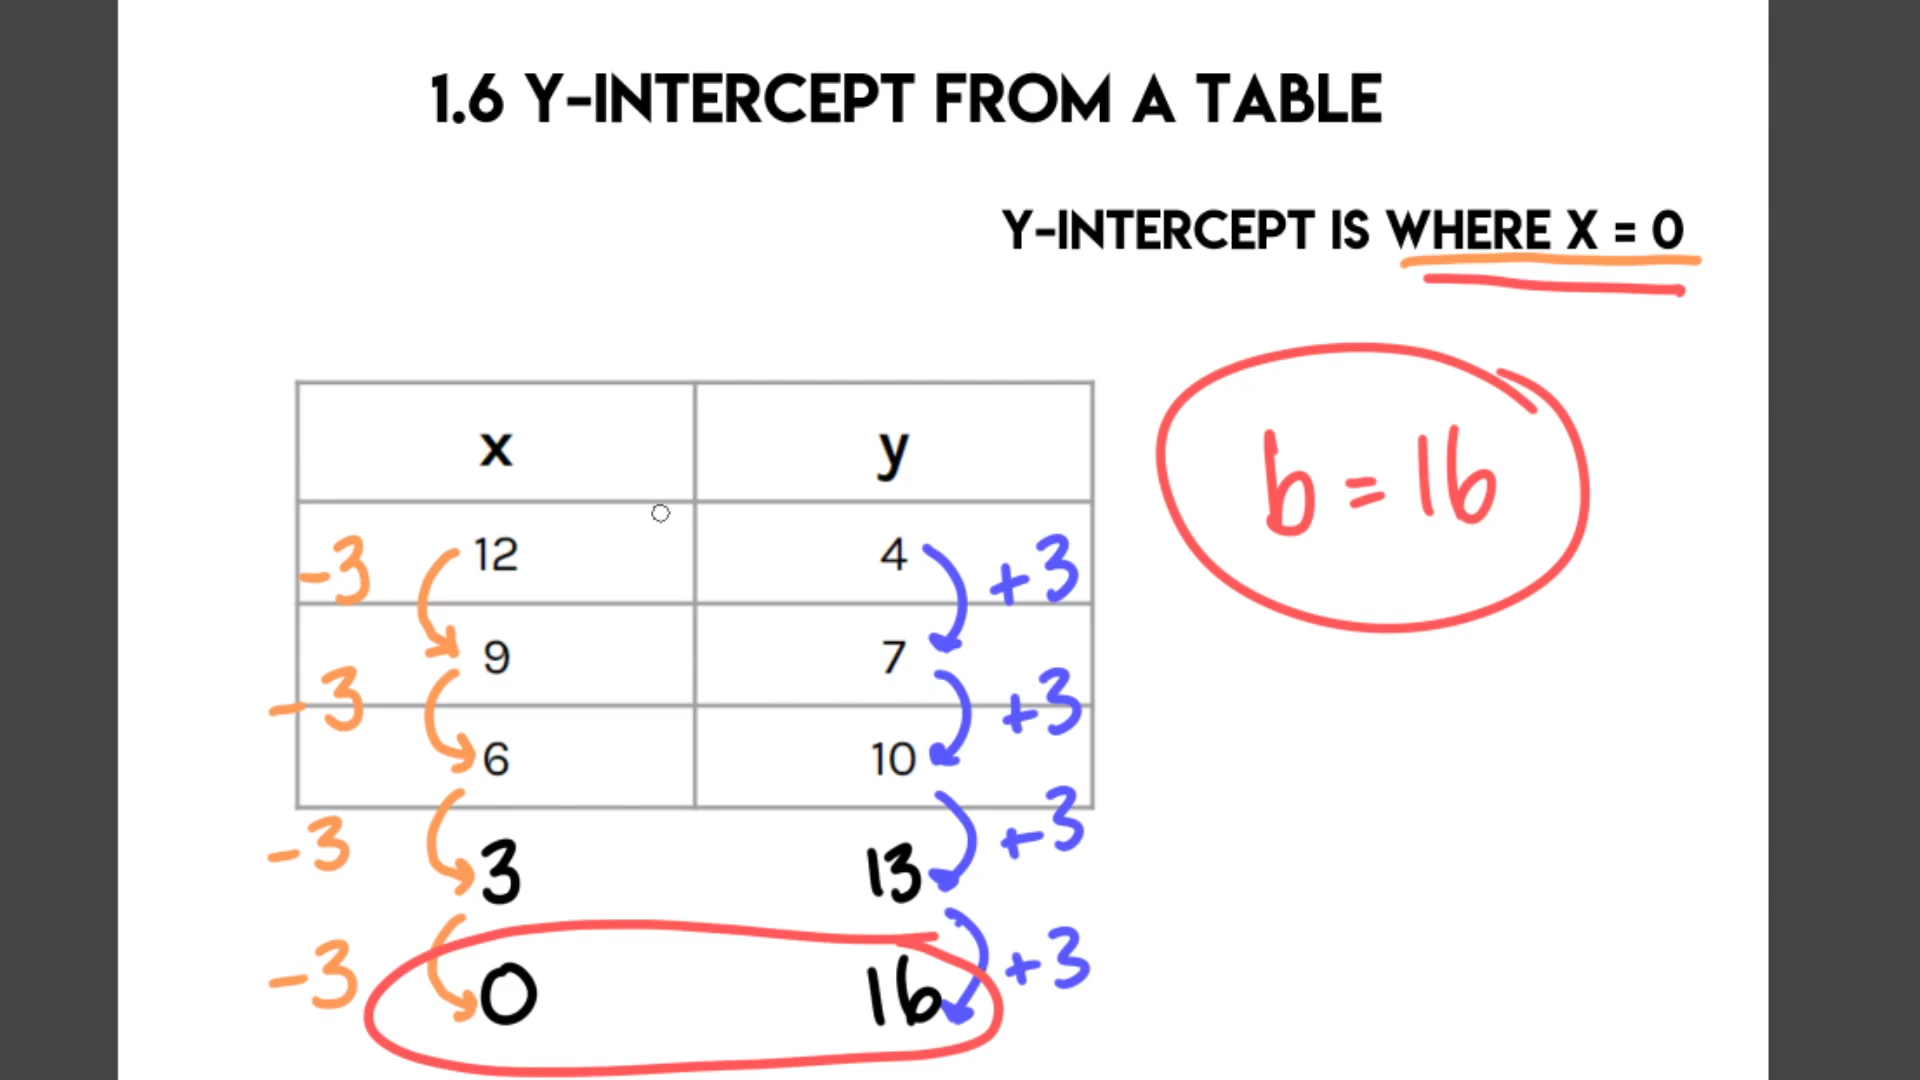 1.6 Y-INTERCEPT FROM A TABLE
Y-INTERCEPT IS WHERE X = 0
x y
b = 16
-3 12 4 +3
-3 9 7 +3
6 10
-3 3 13 +3
-3 0 16 +3